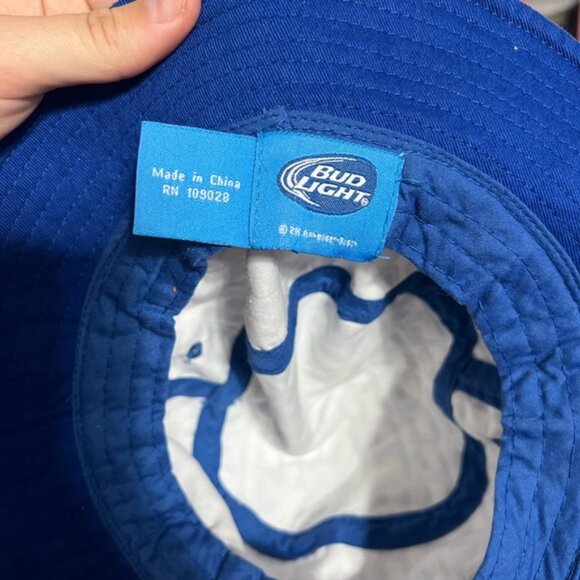 Made in China
RN 109028
BUD
LIGHT®
©